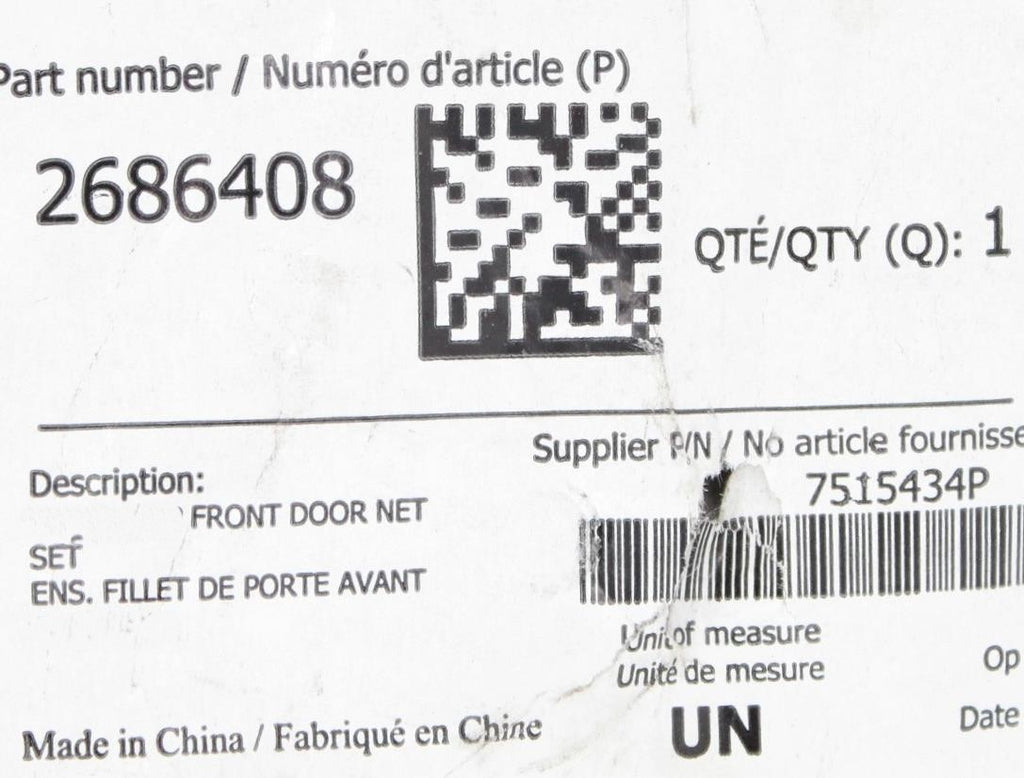 Part number / Numéro d'article (P)
2686408
QTÉ/QTY (Q): 1
Supplier P/N / No article fournisse
7515434P
Description:
FRONT DOOR NET
SET
ENS. FILLET DE PORTE AVANT
Unit of measure
Unité de mesure
UN
Op
Date
Made in China / Fabriqué en Chine